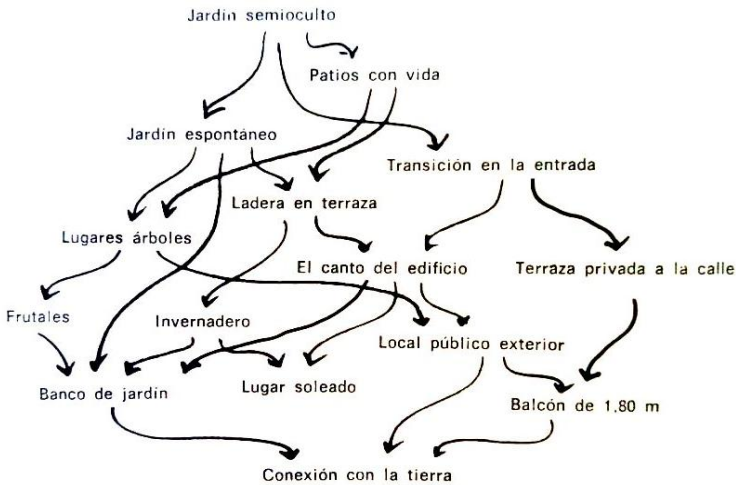 Jardín semioculto
Patios con vida
Jardín espontáneo
Transición en la entrada
Ladera en terraza
Lugares árboles
El canto del edificio
Terraza privada a la calle
Frutales
Invernadero
Local público exterior
Banco de jardín
Lugar soleado
Balcón de 1.80 m
Conexión con la tierra